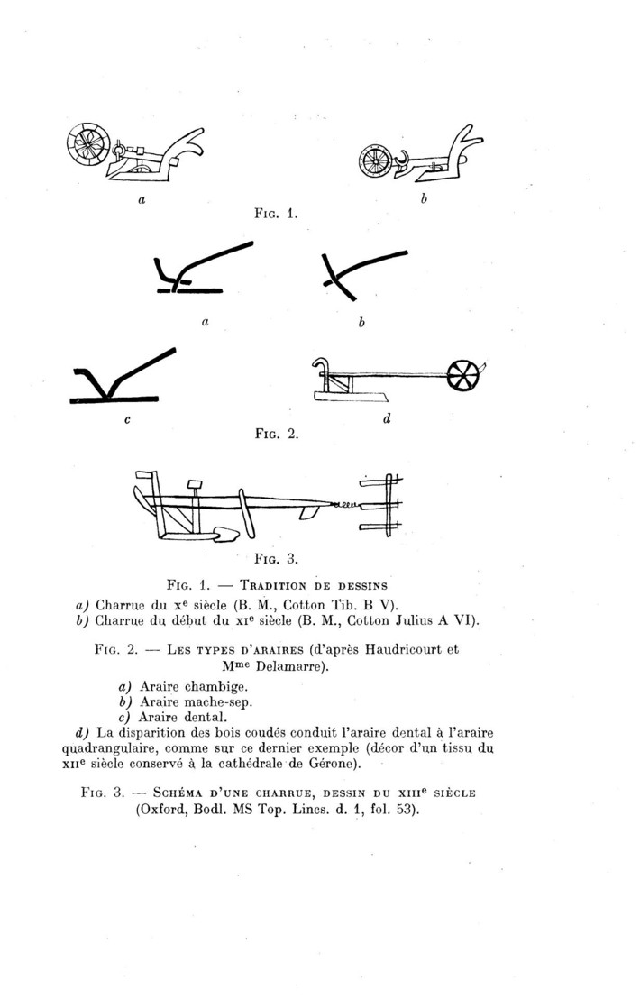 a
b
FIG. 1.
a
b
c
d
FIG. 2.
FIG. 3.
FIG. 1. — TRADITION DE DESSINS
a) Charrue du xe siècle (B. M., Cotton Tib. B V).
b) Charrue du début du xie siècle (B. M., Cotton Julius A VI).
FIG. 2. — LES TYPES D'ARAIRES (d'après Haudricourt et
Mme Delamarre).
a) Araire chambige.
b) Araire mache-sep.
c) Araire dental.
d) La disparition des bois coudés conduit l'araire dental à l'araire
quadrangulaire, comme sur ce dernier exemple (décor d'un tissu du
xiie siècle conservé à la cathédrale de Gérone).
FIG. 3. — SCHÉMA D'UNE CHARRUE, DESSIN DU XIIIe SIÈCLE
(Oxford, Bodl. MS Top. Lincs. d. 1, fol. 53).